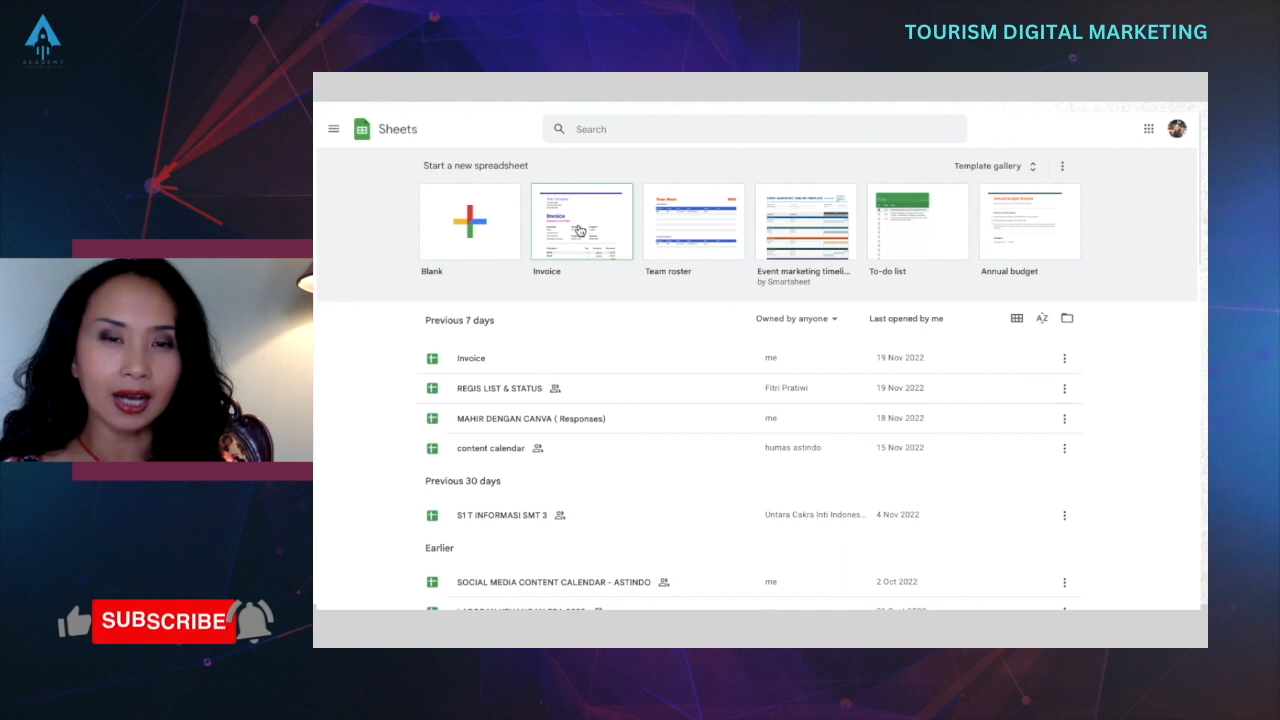 TOURISM DIGITAL MARKETING
ACADEMY
Sheets
Search
Start a new spreadsheet
Template gallery
Invoice
Team Roster
Blank
Invoice
Team roster
Event marketing timeli...
To-do list
Annual budget
by Smartsheet
Previous 7 days
Owned by anyone
Last opened by me
Invoice
me
19 Nov 2022
REGIS LIST & STATUS
Fitri Pratiwi
19 Nov 2022
MAHIR DENGAN CANVA ( Responses)
me
18 Nov 2022
content calendar
humas astindo
15 Nov 2022
Previous 30 days
S1 T INFORMASI SMT 3
Untara Cakra Inti Indones...
4 Nov 2022
Earlier
SOCIAL MEDIA CONTENT CALENDAR - ASTINDO
me
2 Oct 2022
SUBSCRIBE